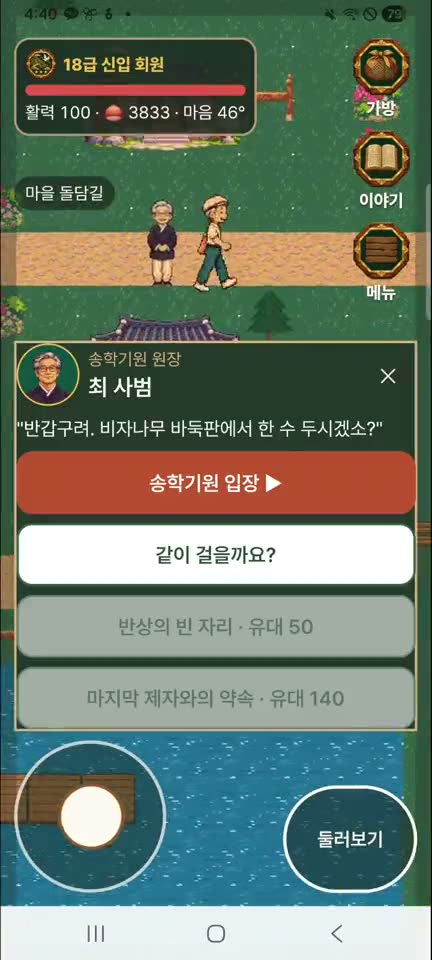 4:40
79
18급 신입 회원
활력 100 · 3833 · 마음 46°
가방
이야기
메뉴
마을 돌담길
송학기원 원장
최 사범
"반갑구려. 비자나무 바둑판에서 한 수 두시겠소?"
송학기원 입장 ▶
같이 걸을까요?
반상의 빈 자리 · 유대 50
마지막 제자와의 약속 · 유대 140
둘러보기